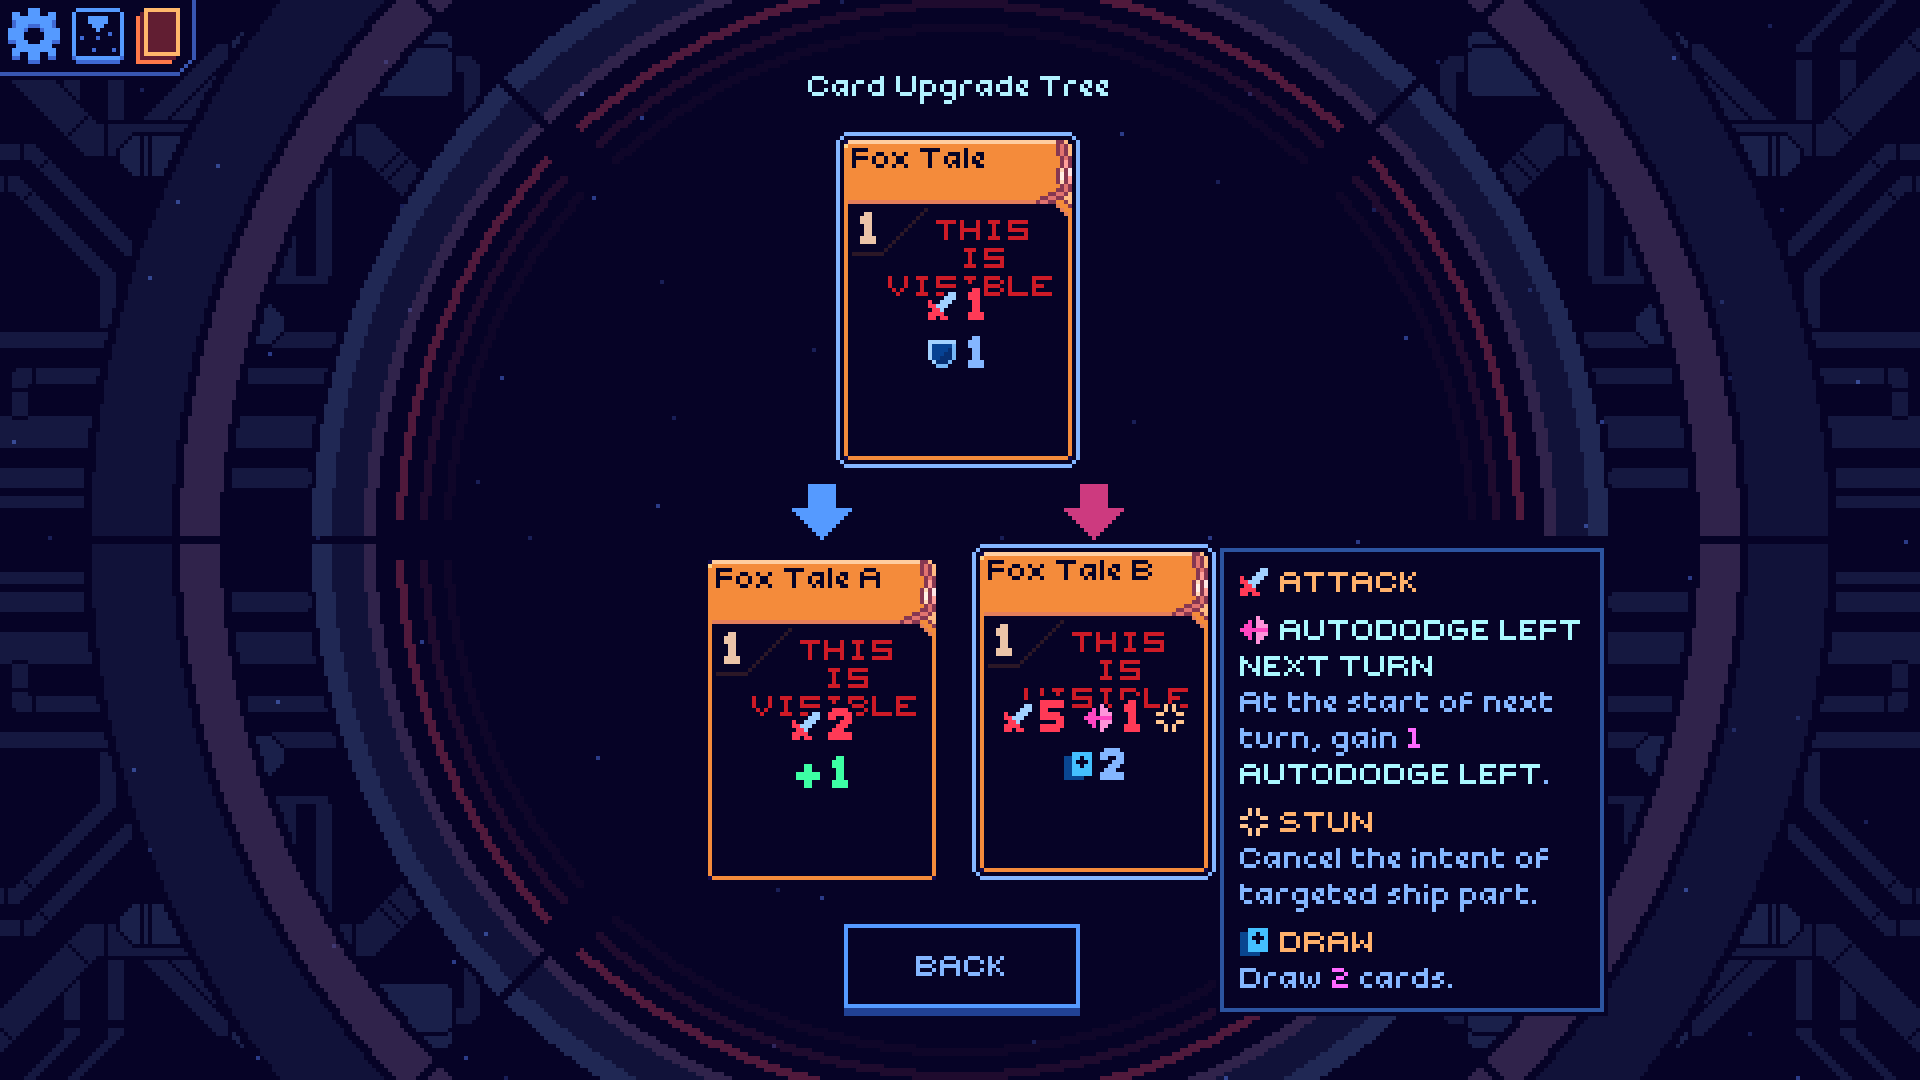 Card Upgrade Tree
Fox Tale
1
THIS
IS
VISIBLE
1
1
Fox Tale A
1
THIS
IS
VISIBLE
2
+1
Fox Tale B
1
THIS
IS
VISIBLE
5 1
2
ATTACK
AUTODODGE LEFT
NEXT TURN
At the start of next
turn, gain 1
AUTODODGE LEFT.
STUN
Cancel the intent of
targeted ship part.
DRAW
Draw 2 cards.
BACK